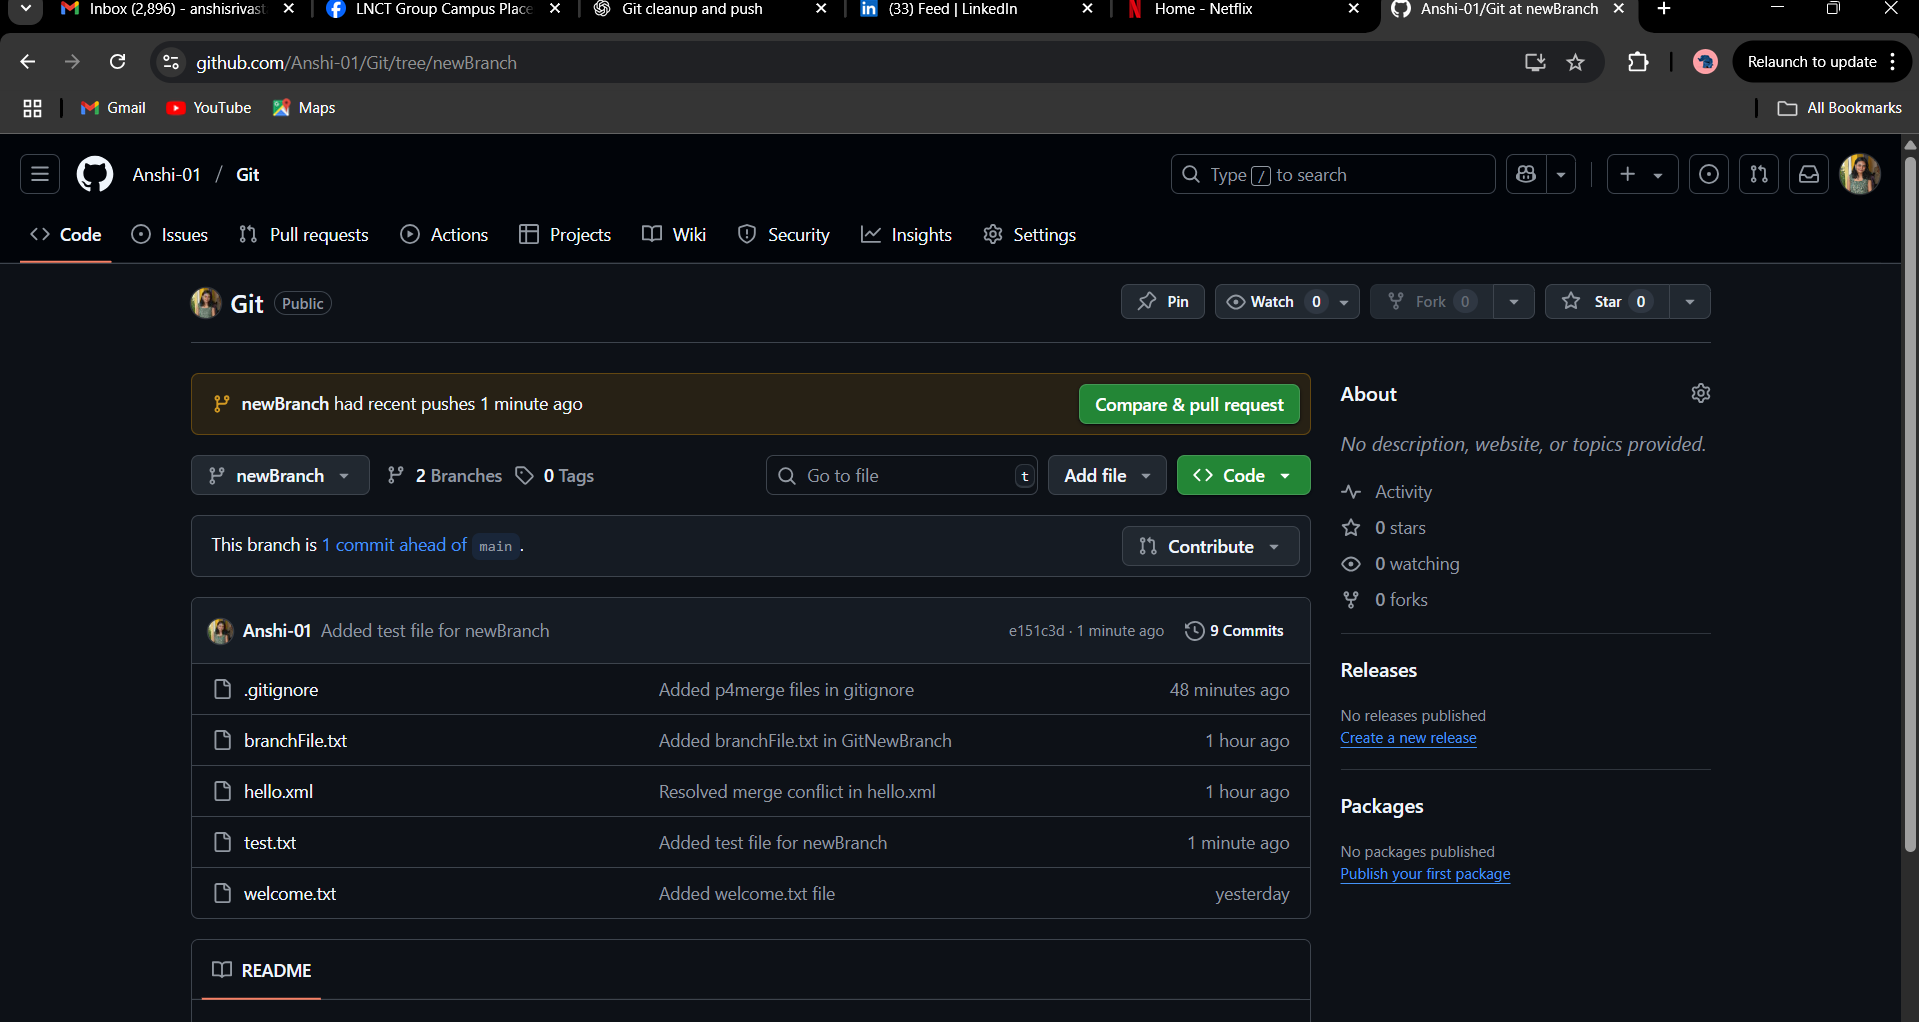 Inbox (2,896) - anshisrivast
LNCT Group Campus Place
Git cleanup and push
in (33) Feed | LinkedIn
Home - Netflix
Anshi-01/Git at newBranch
github.com/Anshi-01/Git/tree/newBranch
Relaunch to update
Gmail
YouTube
Maps
All Bookmarks
Anshi-01 / Git
Type / to search
Code
Issues
Pull requests
Actions
Projects
Wiki
Security
Insights
Settings
Git Public
Pin
Watch 0
Fork 0
Star 0
newBranch had recent pushes 1 minute ago
Compare & pull request
newBranch
2 Branches
0 Tags
Go to file t
Add file
Code
This branch is 1 commit ahead of main .
Contribute
Anshi-01 Added test file for newBranch e151c3d · 1 minute ago 9 Commits
.gitignore Added p4merge files in gitignore 48 minutes ago
branchFile.txt Added branchFile.txt in GitNewBranch 1 hour ago
hello.xml Resolved merge conflict in hello.xml 1 hour ago
test.txt Added test file for newBranch 1 minute ago
welcome.txt Added welcome.txt file yesterday
README
About
No description, website, or topics provided.
Activity
0 stars
0 watching
0 forks
Releases
No releases published
Create a new release
Packages
No packages published
Publish your first package